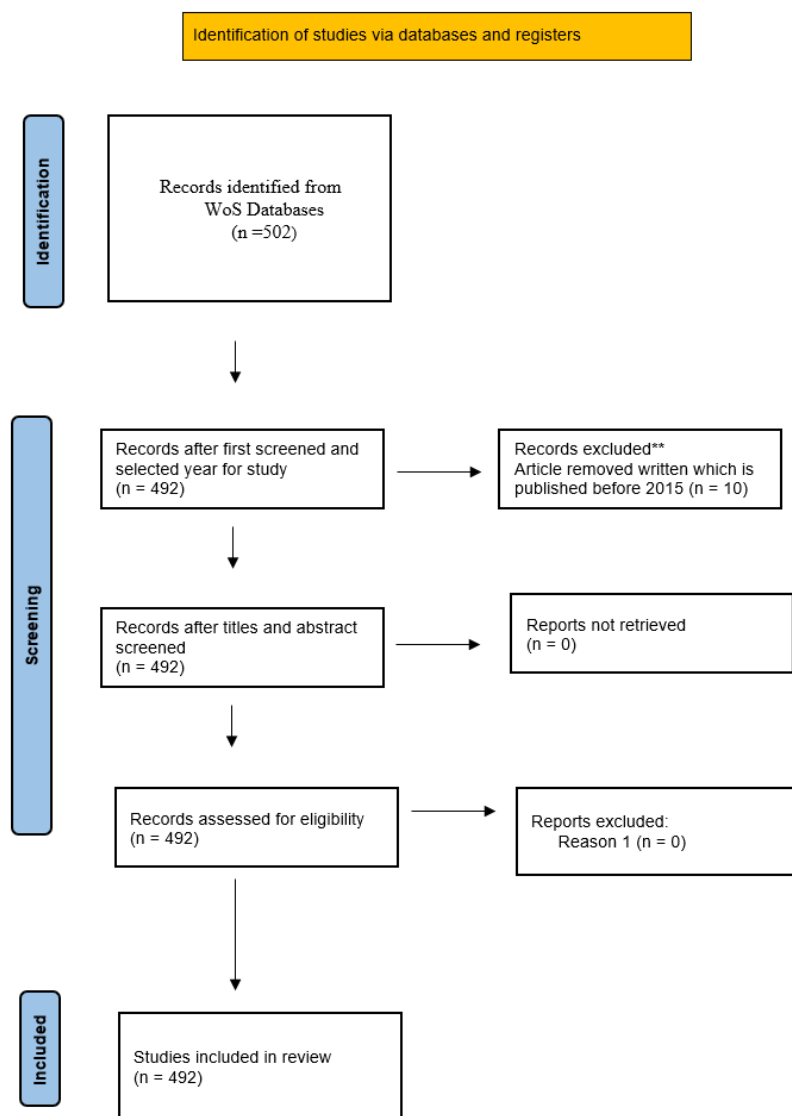 Identification of studies via databases and registers
Identification
Records identified from
WoS Databases
(n =502)
Screening
Records after first screened and
selected year for study
(n = 492)
Records excluded**
Article removed written which is
published before 2015 (n = 10)
Records after titles and abstract
screened
(n = 492)
Reports not retrieved
(n = 0)
Records assessed for eligibility
(n = 492)
Reports excluded:
Reason 1 (n = 0)
Included
Studies included in review
(n = 492)